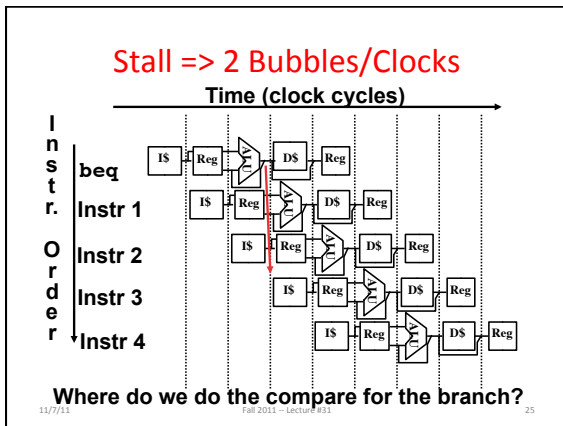 Stall => 2 Bubbles/Clocks
Time (clock cycles)
Instr. Order
beq I$ Reg ALU D$ Reg
Instr 1 I$ Reg ALU D$ Reg
Instr 2 I$ Reg ALU D$ Reg
Instr 3 I$ Reg ALU D$ Reg
Instr 4 I$ Reg ALU D$ Reg
Where do we do the compare for the branch?
11/7/11 Fall 2011 -- Lecture #31 25